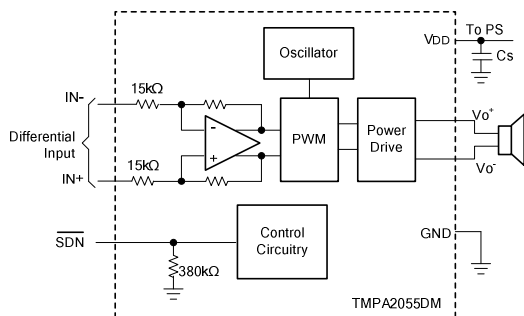 To PS
VDD
Cs
Oscillator
IN-
15kΩ
Differential
Input
-
+
PWM
Power
Drive
Vo+
Vo-
15kΩ
IN+
SDN
Control
Circuitry
380kΩ
GND
TMPA2055DM